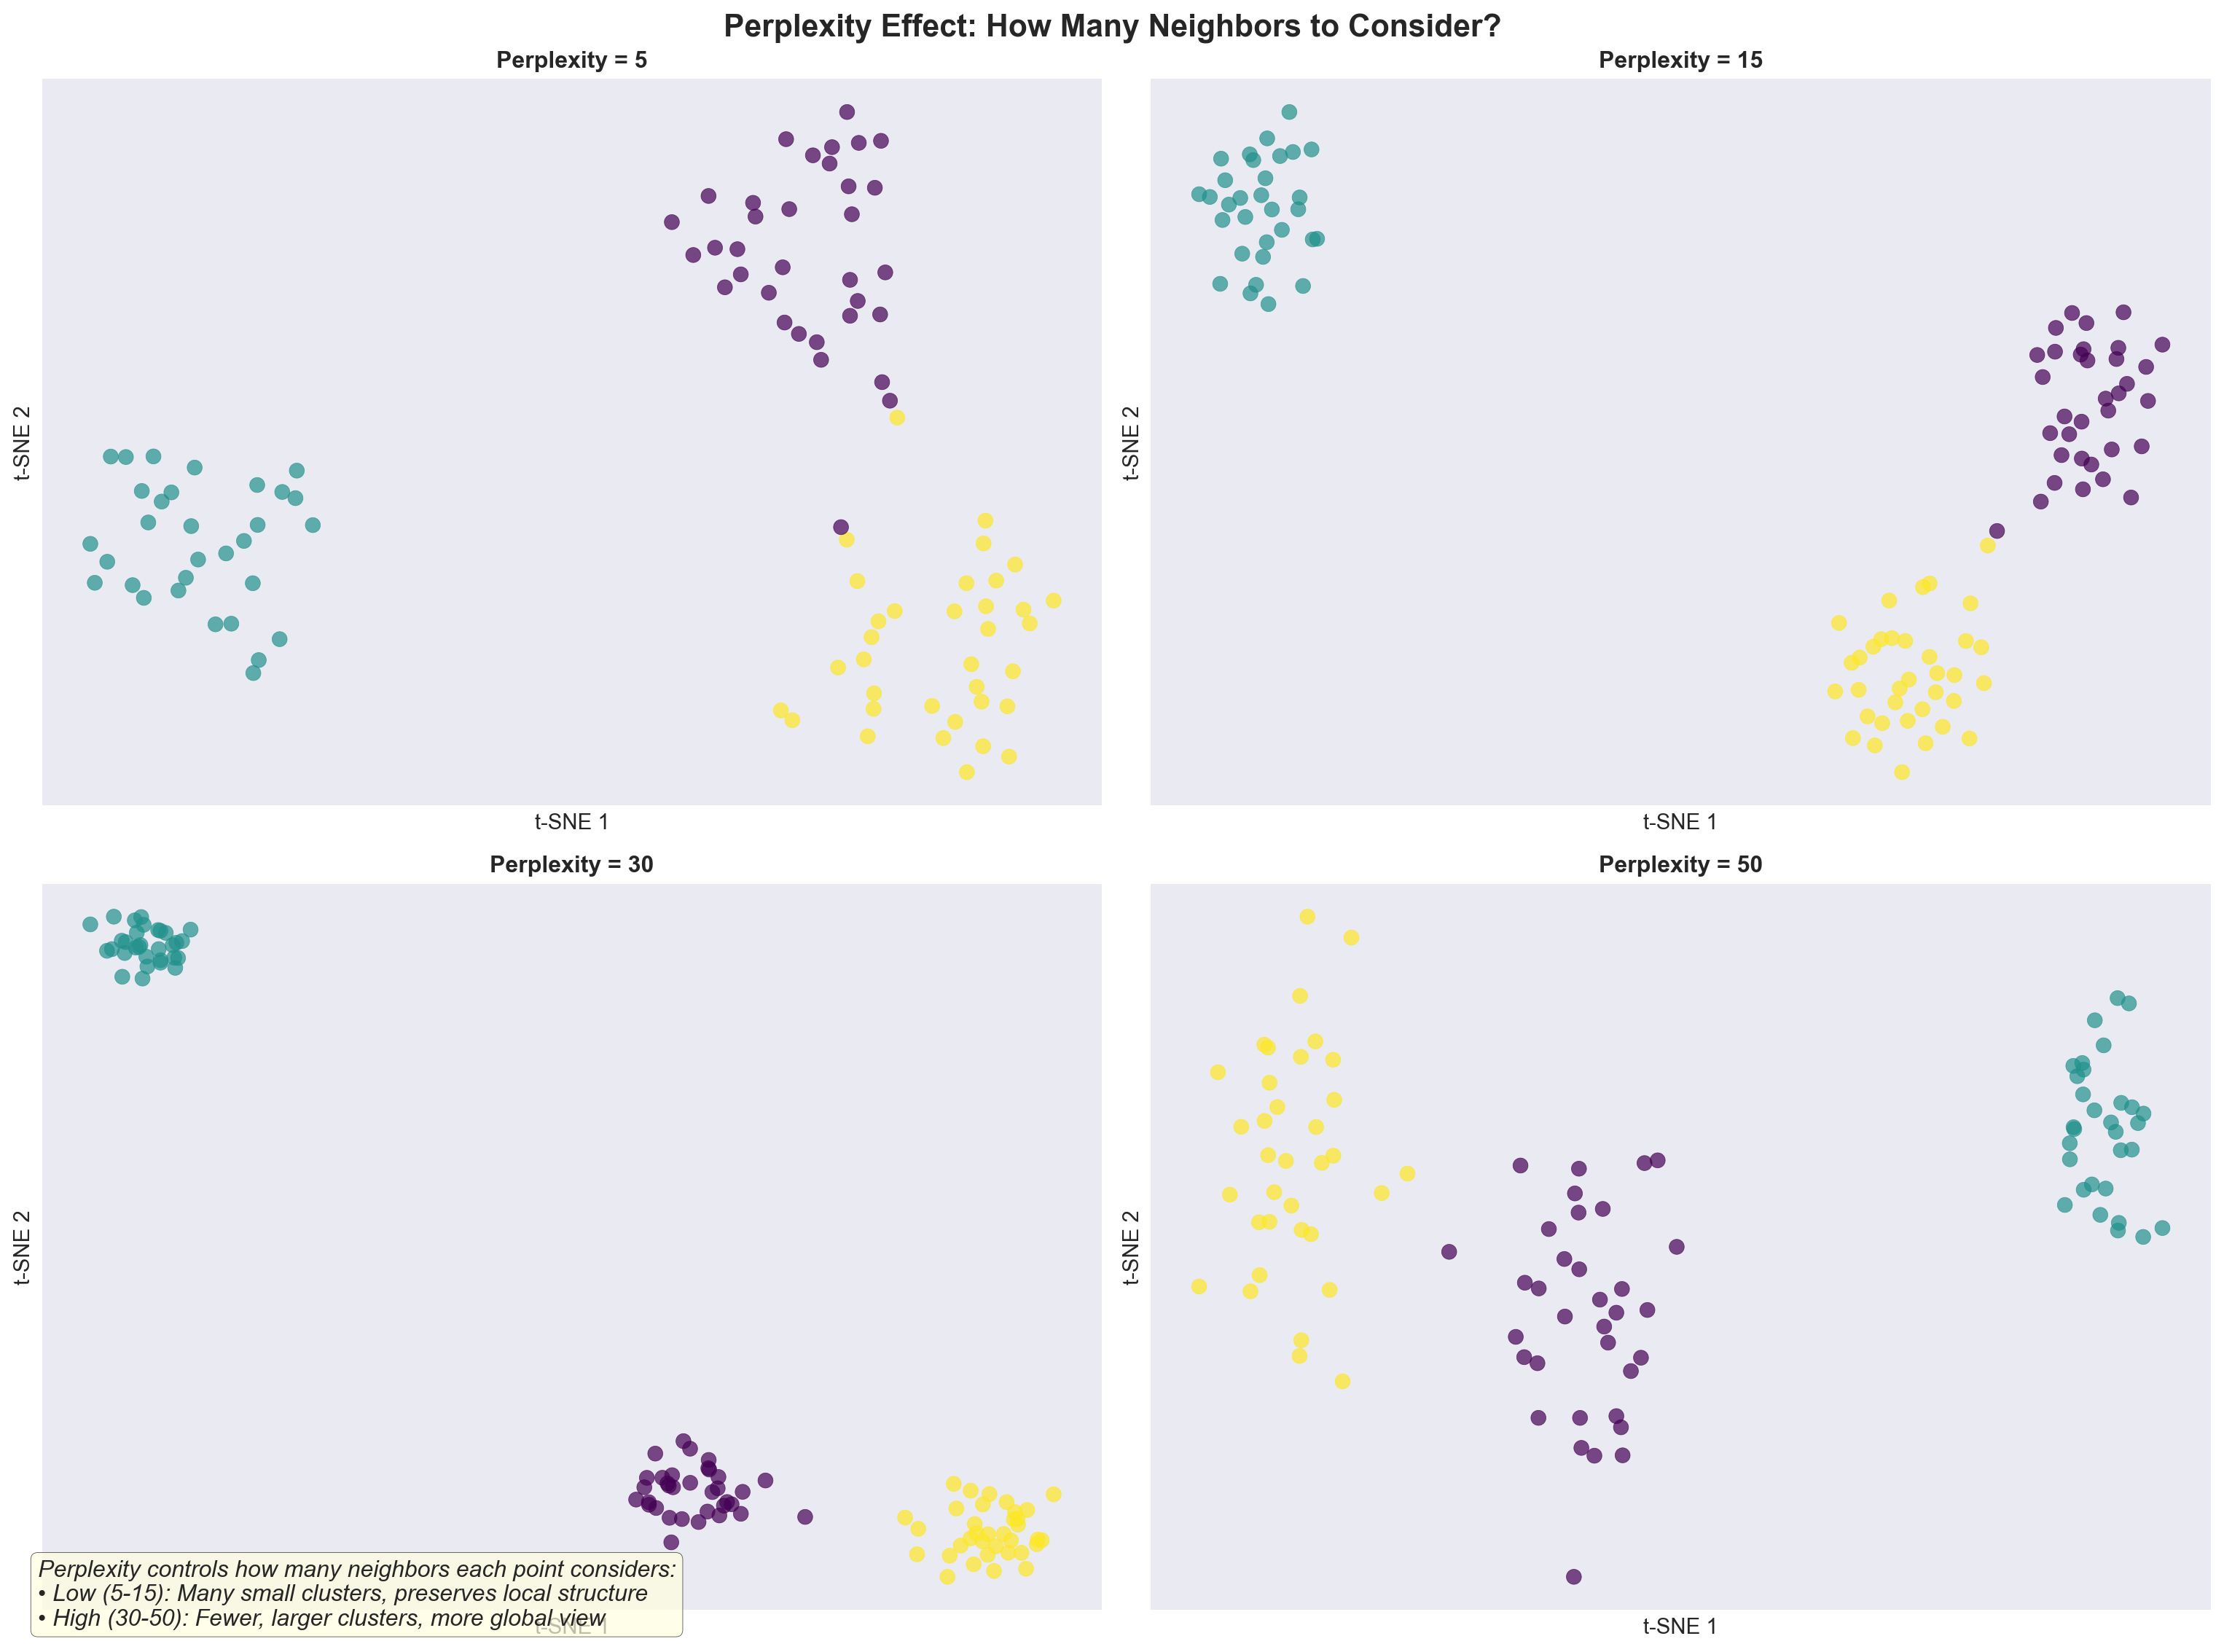 Perplexity Effect: How Many Neighbors to Consider?
Perplexity = 5
t-SNE 2
t-SNE 1
Perplexity = 15
t-SNE 2
t-SNE 1
Perplexity = 30
t-SNE 2
t-SNE 1
Perplexity controls how many neighbors each point considers:
• Low (5-15): Many small clusters, preserves local structure
• High (30-50): Fewer, larger clusters, more global view
Perplexity = 50
t-SNE 2
t-SNE 1